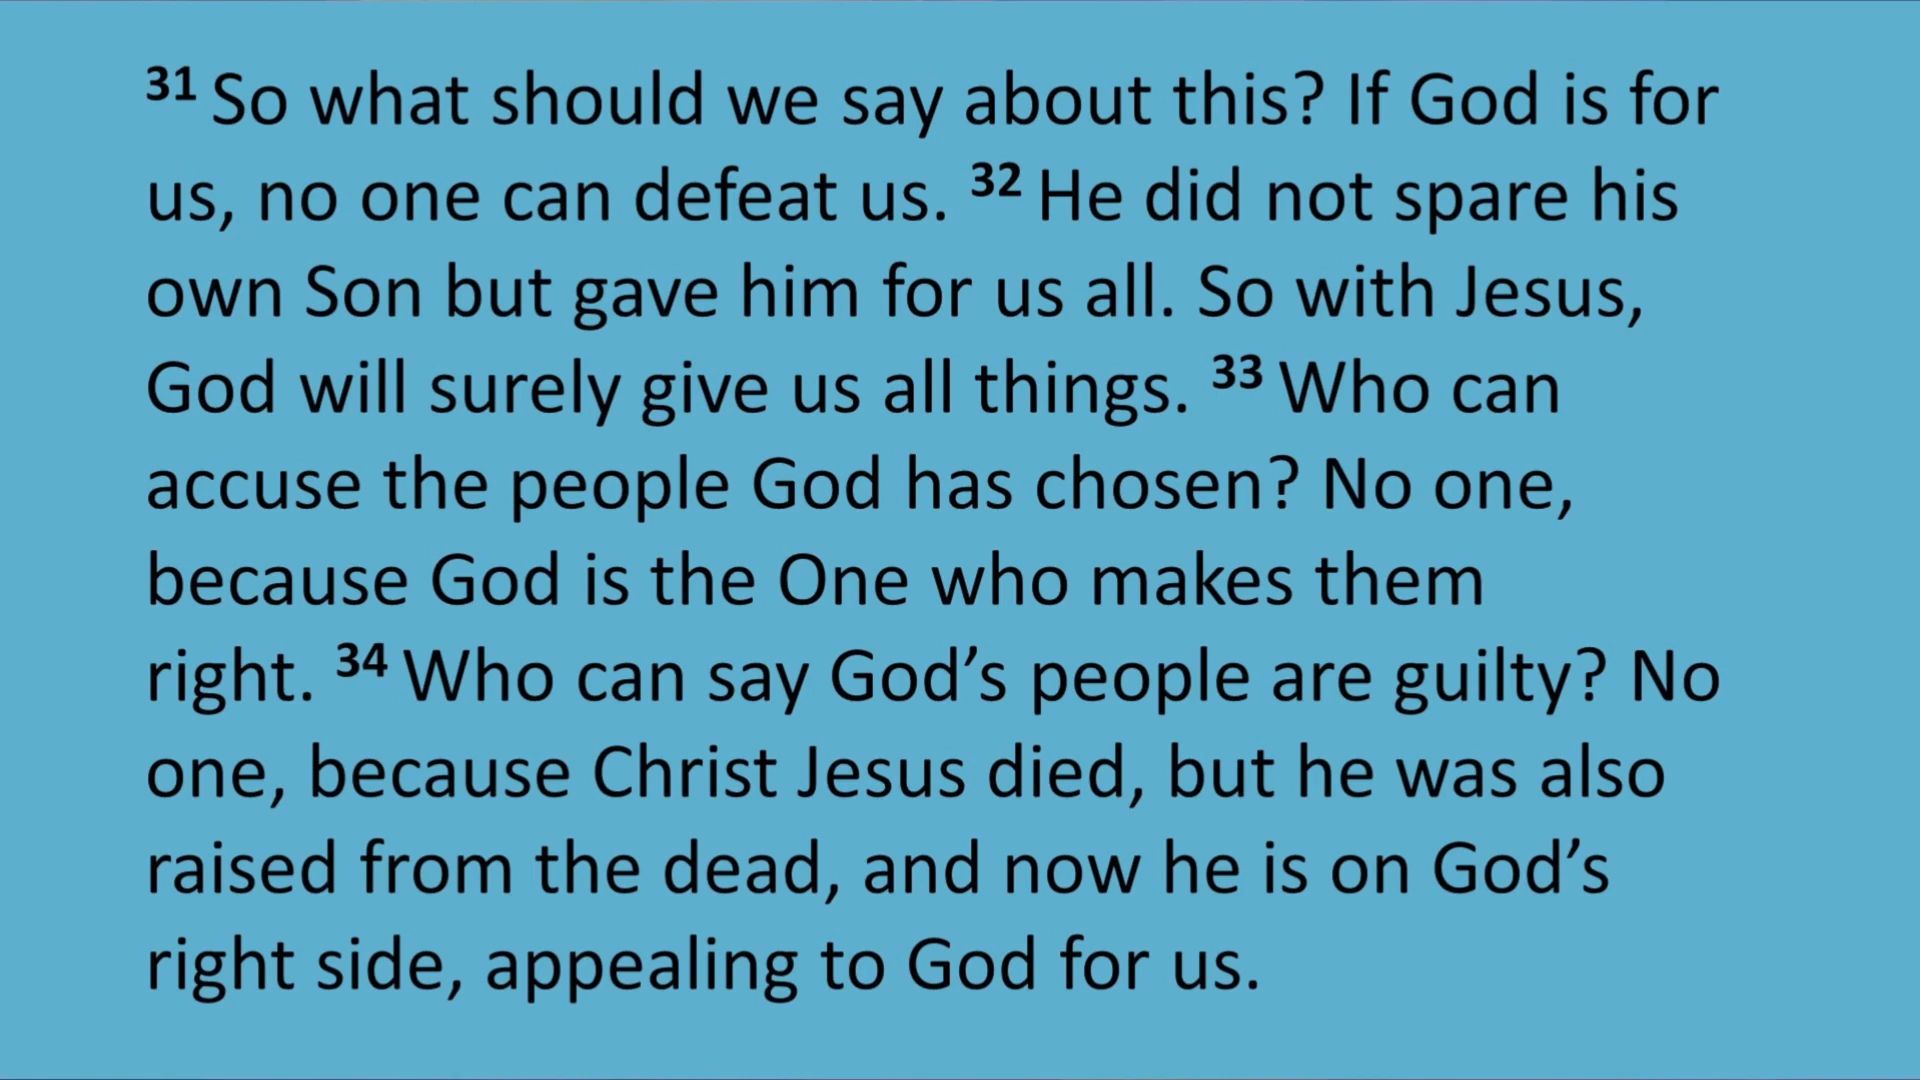 31 So what should we say about this? If God is for
us, no one can defeat us. 32 He did not spare his
own Son but gave him for us all. So with Jesus,
God will surely give us all things. 33 Who can
accuse the people God has chosen? No one,
because God is the One who makes them
right. 34 Who can say God’s people are guilty? No
one, because Christ Jesus died, but he was also
raised from the dead, and now he is on God’s
right side, appealing to God for us.